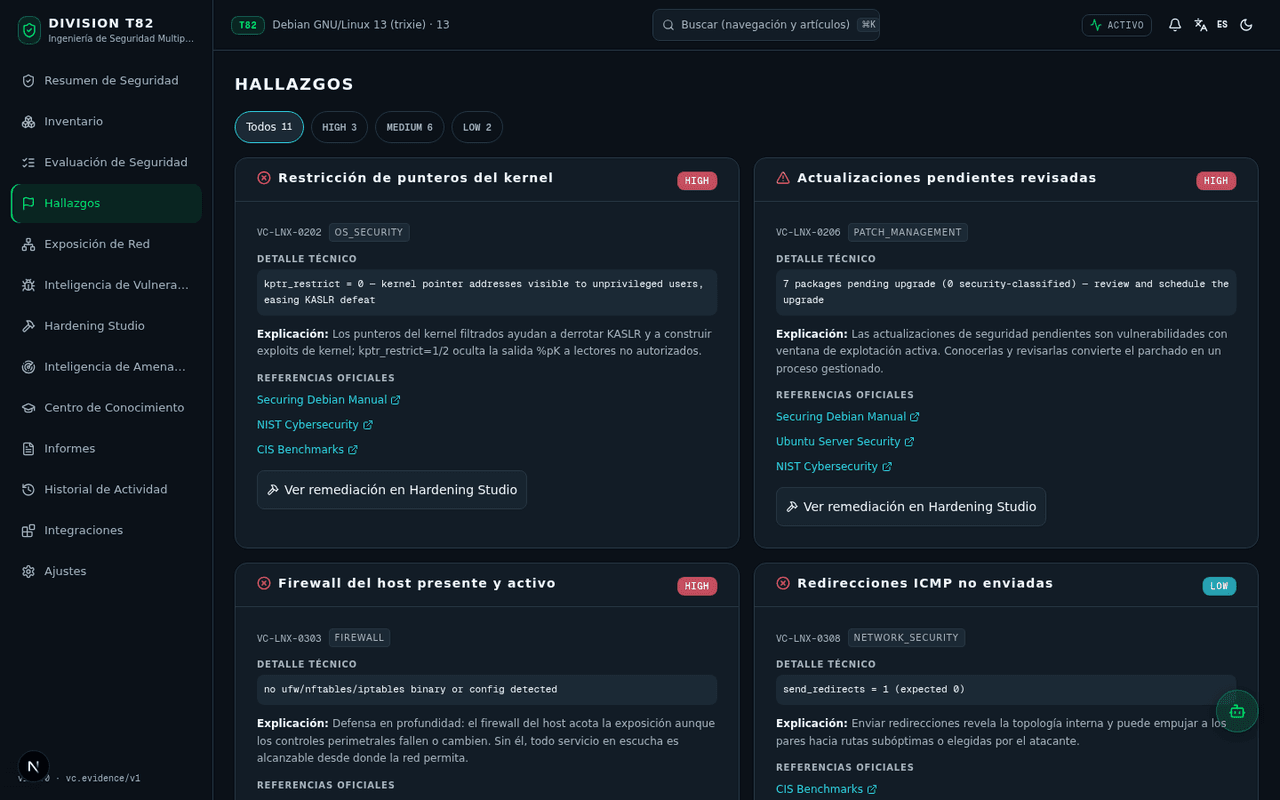 DIVISION T82
Ingeniería de Seguridad Multip...
T82 Debian GNU/Linux 13 (trixie) · 13
Buscar (navegación y artículos) ⌘K
ACTIVO
ES
Resumen de Seguridad
Inventario
Evaluación de Seguridad
Hallazgos
Exposición de Red
Inteligencia de Vulnera...
Hardening Studio
Inteligencia de Amena...
Centro de Conocimiento
Informes
Historial de Actividad
Integraciones
Ajustes
N
· vc.evidence/v1
HALLAZGOS
Todos 11
HIGH 3
MEDIUM 6
LOW 2
Restricción de punteros del kernel
HIGH
VC-LNX-0202 OS_SECURITY
DETALLE TÉCNICO
kptr_restrict = 0 — kernel pointer addresses visible to unprivileged users,
easing KASLR defeat
Explicación: Los punteros del kernel filtrados ayudan a derrotar KASLR y a construir
exploits de kernel; kptr_restrict=1/2 oculta la salida %pK a lectores no autorizados.
REFERENCIAS OFICIALES
Securing Debian Manual
NIST Cybersecurity
CIS Benchmarks
Ver remediación en Hardening Studio
Actualizaciones pendientes revisadas
HIGH
VC-LNX-0206 PATCH_MANAGEMENT
DETALLE TÉCNICO
7 packages pending upgrade (0 security-classified) — review and schedule the
upgrade
Explicación: Las actualizaciones de seguridad pendientes son vulnerabilidades con
ventana de explotación activa. Conocerlas y revisarlas convierte el parchado en un
proceso gestionado.
REFERENCIAS OFICIALES
Securing Debian Manual
Ubuntu Server Security
NIST Cybersecurity
Ver remediación en Hardening Studio
Firewall del host presente y activo
HIGH
VC-LNX-0303 FIREWALL
DETALLE TÉCNICO
no ufw/nftables/iptables binary or config detected
Explicación: Defensa en profundidad: el firewall del host acota la exposición aunque
los controles perimetrales fallen o cambien. Sin él, todo servicio en escucha es
alcanzable desde donde la red permita.
REFERENCIAS OFICIALES
Redirecciones ICMP no enviadas
LOW
VC-LNX-0308 NETWORK_SECURITY
DETALLE TÉCNICO
send_redirects = 1 (expected 0)
Explicación: Enviar redirecciones revela la topología interna y puede empujar a los
pares hacia rutas subóptimas o elegidas por el atacante.
REFERENCIAS OFICIALES
CIS Benchmarks